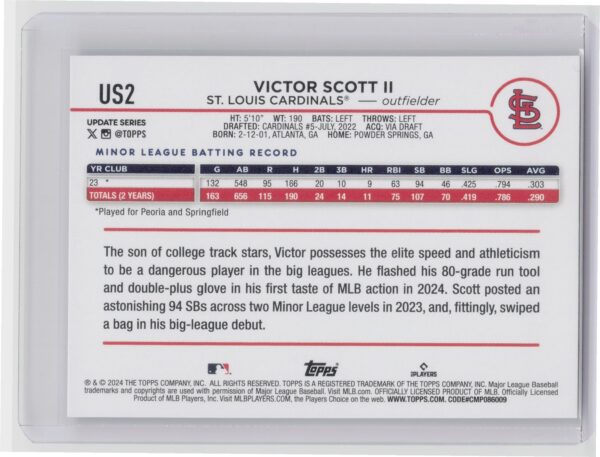 US2
VICTOR SCOTT II
ST. LOUIS CARDINALS® — outfielder
UPDATE SERIES
@TOPPS
HT: 5'10" WT: 190 BATS: LEFT THROWS: LEFT
DRAFTED: CARDINALS #5-JULY, 2022 ACQ: VIA DRAFT
BORN: 2-12-01, ATLANTA, GA HOME: POWDER SPRINGS, GA
MINOR LEAGUE BATTING RECORD
YR CLUB G AB R H 2B 3B HR RBI SB BB SLG OPS AVG
23 * 132 548 95 166 20 10 9 63 94 46 .425 .794 .303
TOTALS (2 YEARS) 163 656 115 190 24 14 11 75 107 70 .419 .786 .290
*Played for Peoria and Springfield
The son of college track stars, Victor possesses the elite speed and athleticism
to be a dangerous player in the big leagues. He flashed his 80-grade run tool
and double-plus glove in his first taste of MLB action in 2024. Scott posted an
astonishing 94 SBs across two Minor League levels in 2023, and, fittingly, swiped
a bag in his big-league debut.
topps
PLAYERS
® & © 2024 THE TOPPS COMPANY, INC. ALL RIGHTS RESERVED. TOPPS IS A REGISTERED TRADEMARK OF THE TOPPS COMPANY, INC. Major League Baseball
trademarks and copyrights are used with permission of Major League Baseball. Visit MLB.com. OFFICIALLY LICENSED PRODUCT OF MLB. Officially Licensed
Product of MLB Players, Inc. Visit MLBPLAYERS.com, the Players Choice on the web. WWW.TOPPS.COM. CODE#CMP086009